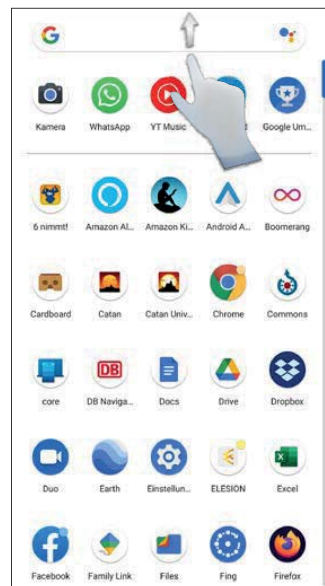 Kamera WhatsApp YT Music Google Um...
6 nimmt! Amazon Al... Amazon Ki... Android A... Boomerang
Cardboard Catan Catan Univ... Chrome Commons
DB
core DB Naviga... Docs Drive Dropbox
Duo Earth Einstellun... ELESION Excel
Facebook Family Link Files Fing Firefox